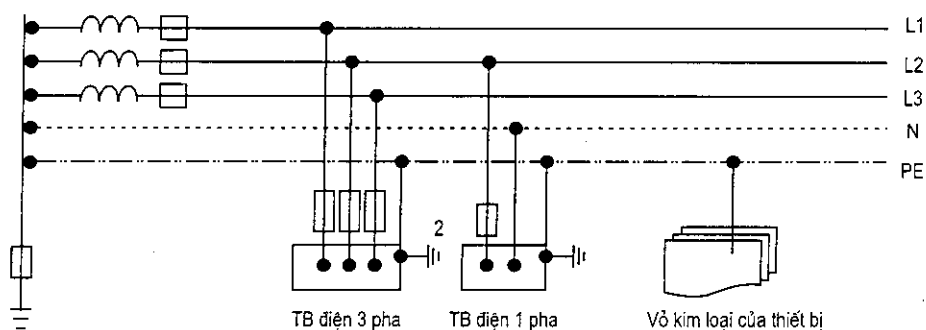 L1
L2
L3
N
PE
2
TB điện 3 pha
TB điện 1 pha
Vỏ kim loại của thiết bị